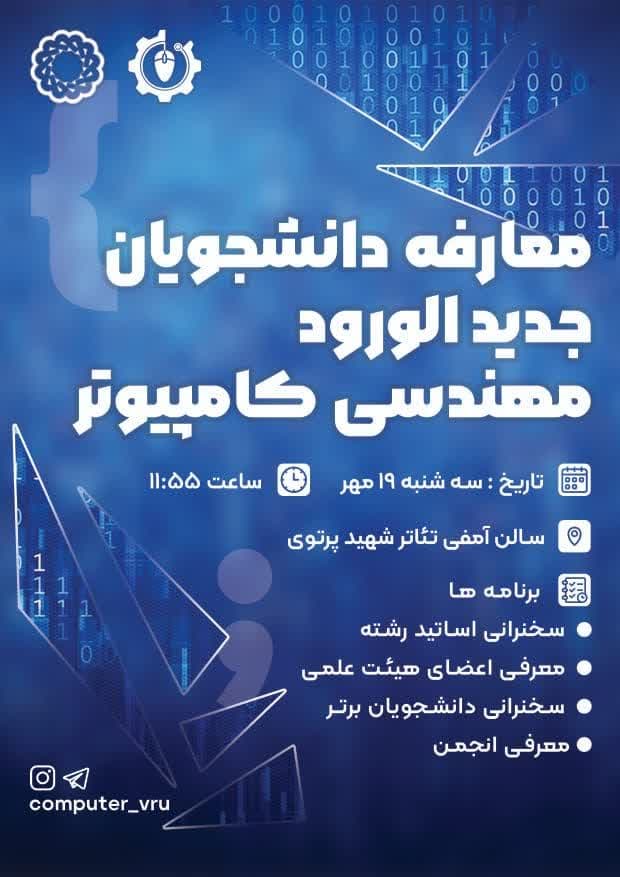 معارفه دانشجویان
جدید الورود
مهندسی کامپیوتر
تاریخ : سه شنبه ۱۹ مهر
ساعت ۱۱:۵۵
سالن آمفی تئاتر شهید پرتوی
برنامه ها
سخنرانی اساتید رشته
معرفی اعضای هیئت علمی
سخنرانی دانشجویان برتر
معرفی انجمن
computer_vru